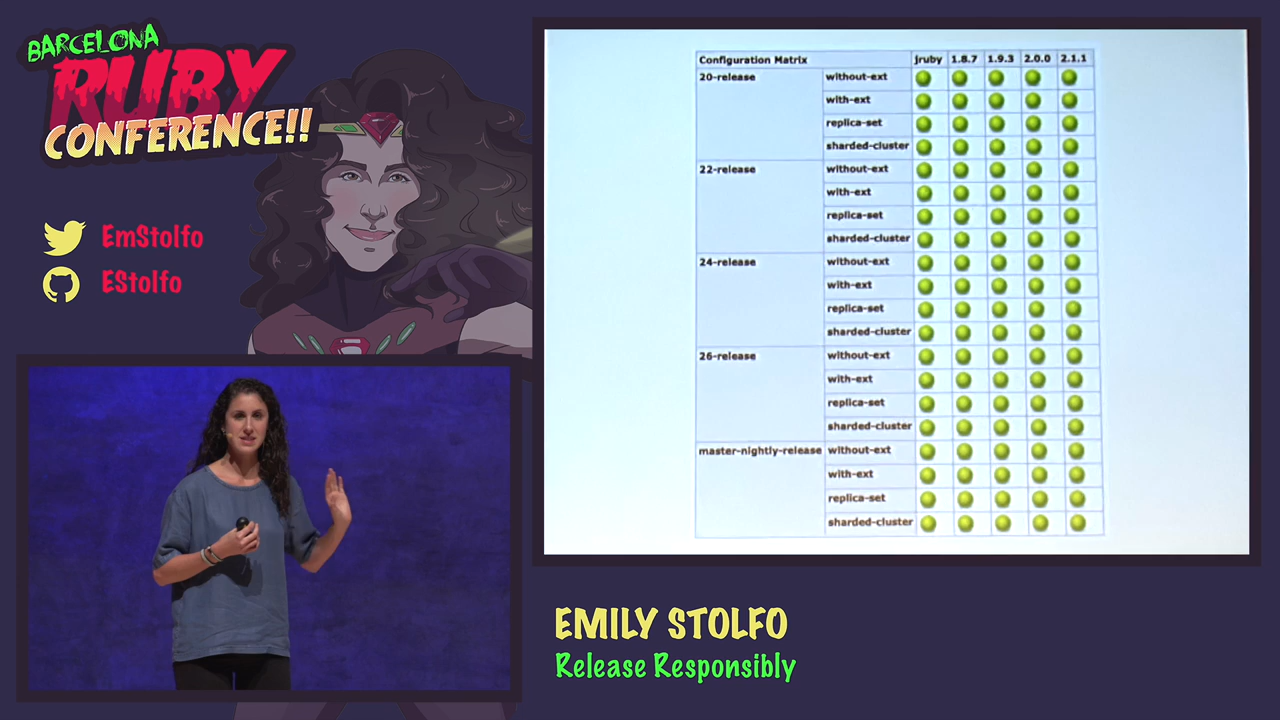 BARCELONA
RUBY
CONFERENCE!!
EmStolfo
EStolfo
Configuration Matrix jruby 1.8.7 1.9.3 2.0.0 2.1.1
20-release without-ext
with-ext
replica-set
sharded-cluster
22-release without-ext
with-ext
replica-set
sharded-cluster
24-release without-ext
with-ext
replica-set
sharded-cluster
26-release without-ext
with-ext
replica-set
sharded-cluster
master-nightly-release without-ext
with-ext
replica-set
sharded-cluster
EMILY STOLFO
Release Responsibly